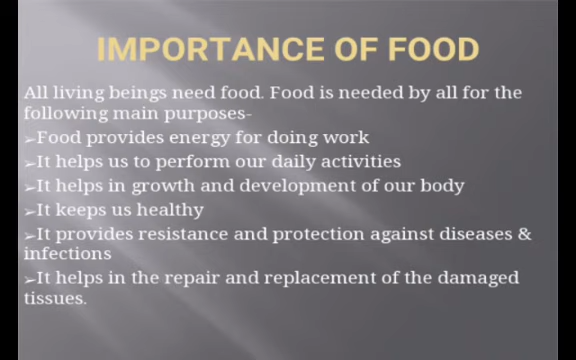 IMPORTANCE OF FOOD
All living beings need food. Food is needed by all for the
following main purposes-
➢Food provides energy for doing work
➢It helps us to perform our daily activities
➢It helps in growth and development of our body
➢It keeps us healthy
➢It provides resistance and protection against diseases &
infections
➢It helps in the repair and replacement of the damaged
tissues.